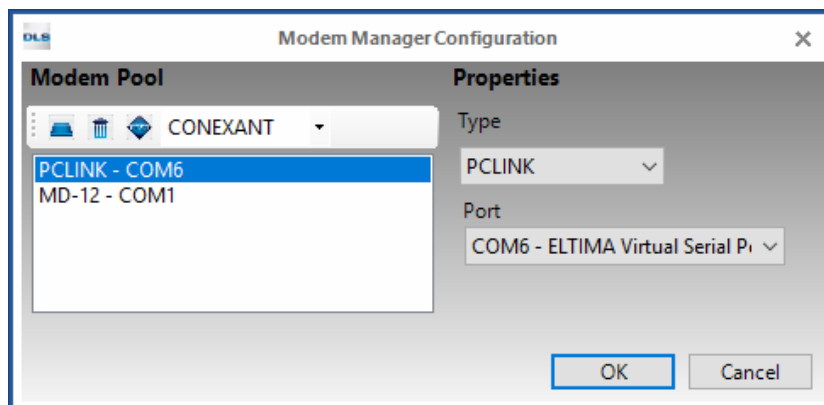 DLS
Modem Manager Configuration
Modem Pool
CONEXANT
PCLINK - COM6
MD-12 - COM1
Properties
Type
PCLINK
Port
COM6 - ELTIMA Virtual Serial P
OK
Cancel